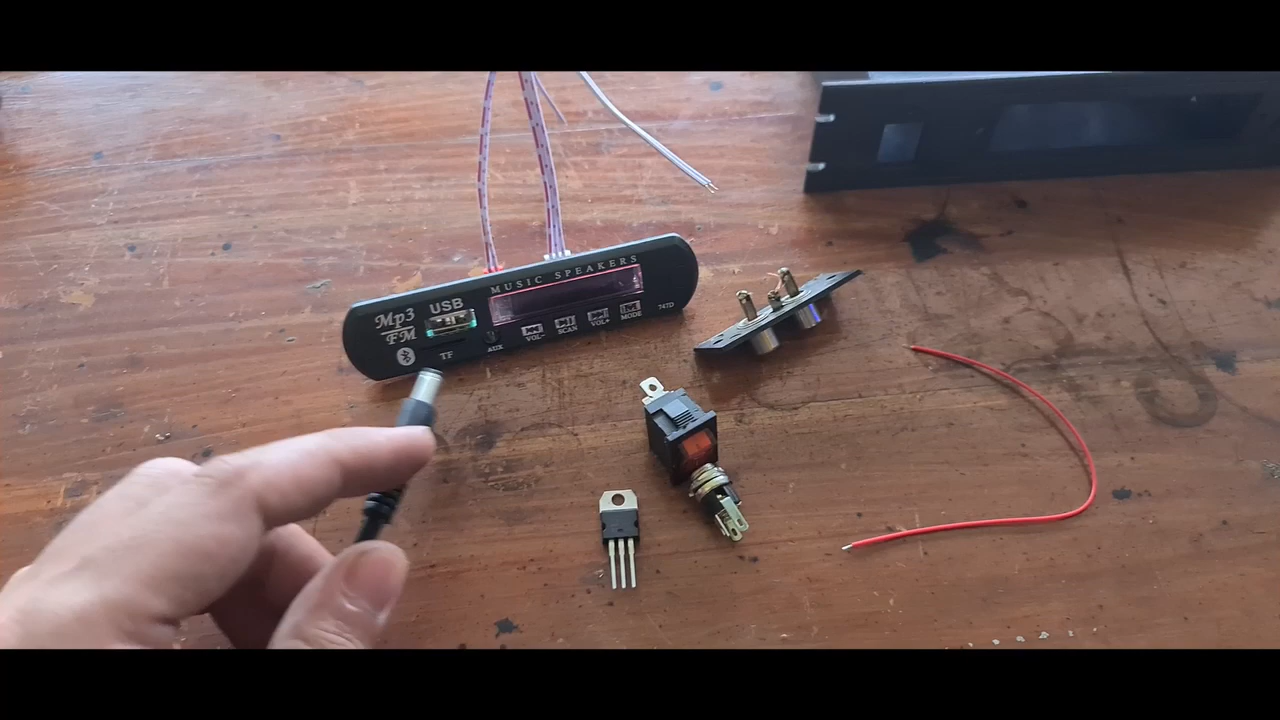 MUSIC SPEAKERS
USB
Mp3
FM
TF
AUX
VOL-
SCAN
VOL+
MODE
747D